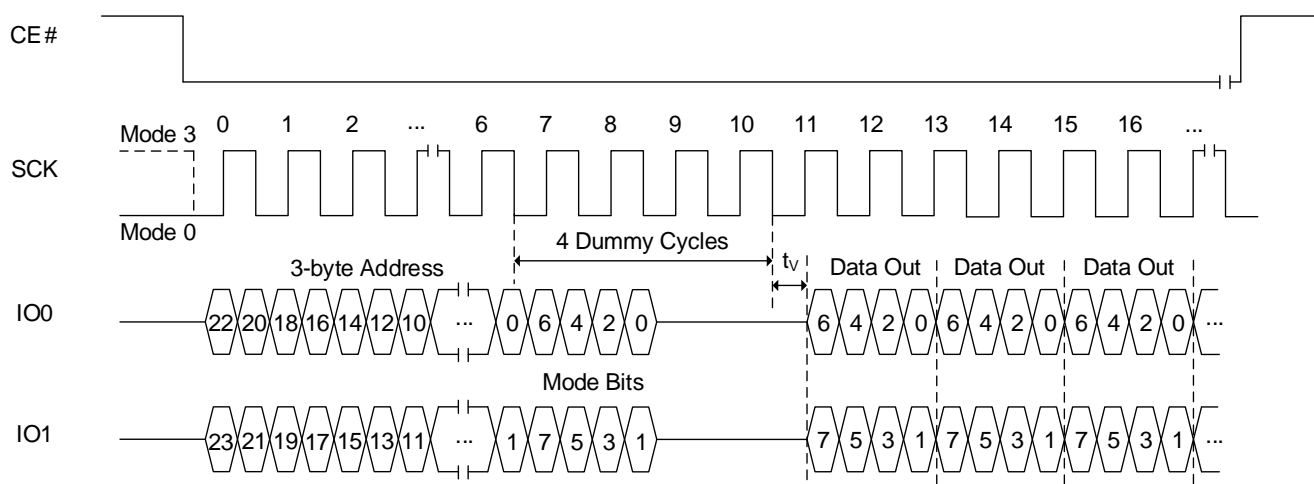 CE#
0 1 2 ... 6 7 8 9 10 11 12 13 14 15 16 ...
Mode 3
SCK
Mode 0
4 Dummy Cycles
3-byte Address tV Data Out Data Out Data Out
IO0 22 20 18 16 14 12 10 ... 0 6 4 2 0 6 4 2 0 6 4 2 0 6 4 2 0 ...
Mode Bits
IO1 23 21 19 17 15 13 11 ... 1 7 5 3 1 7 5 3 1 7 5 3 1 7 5 3 1 ...